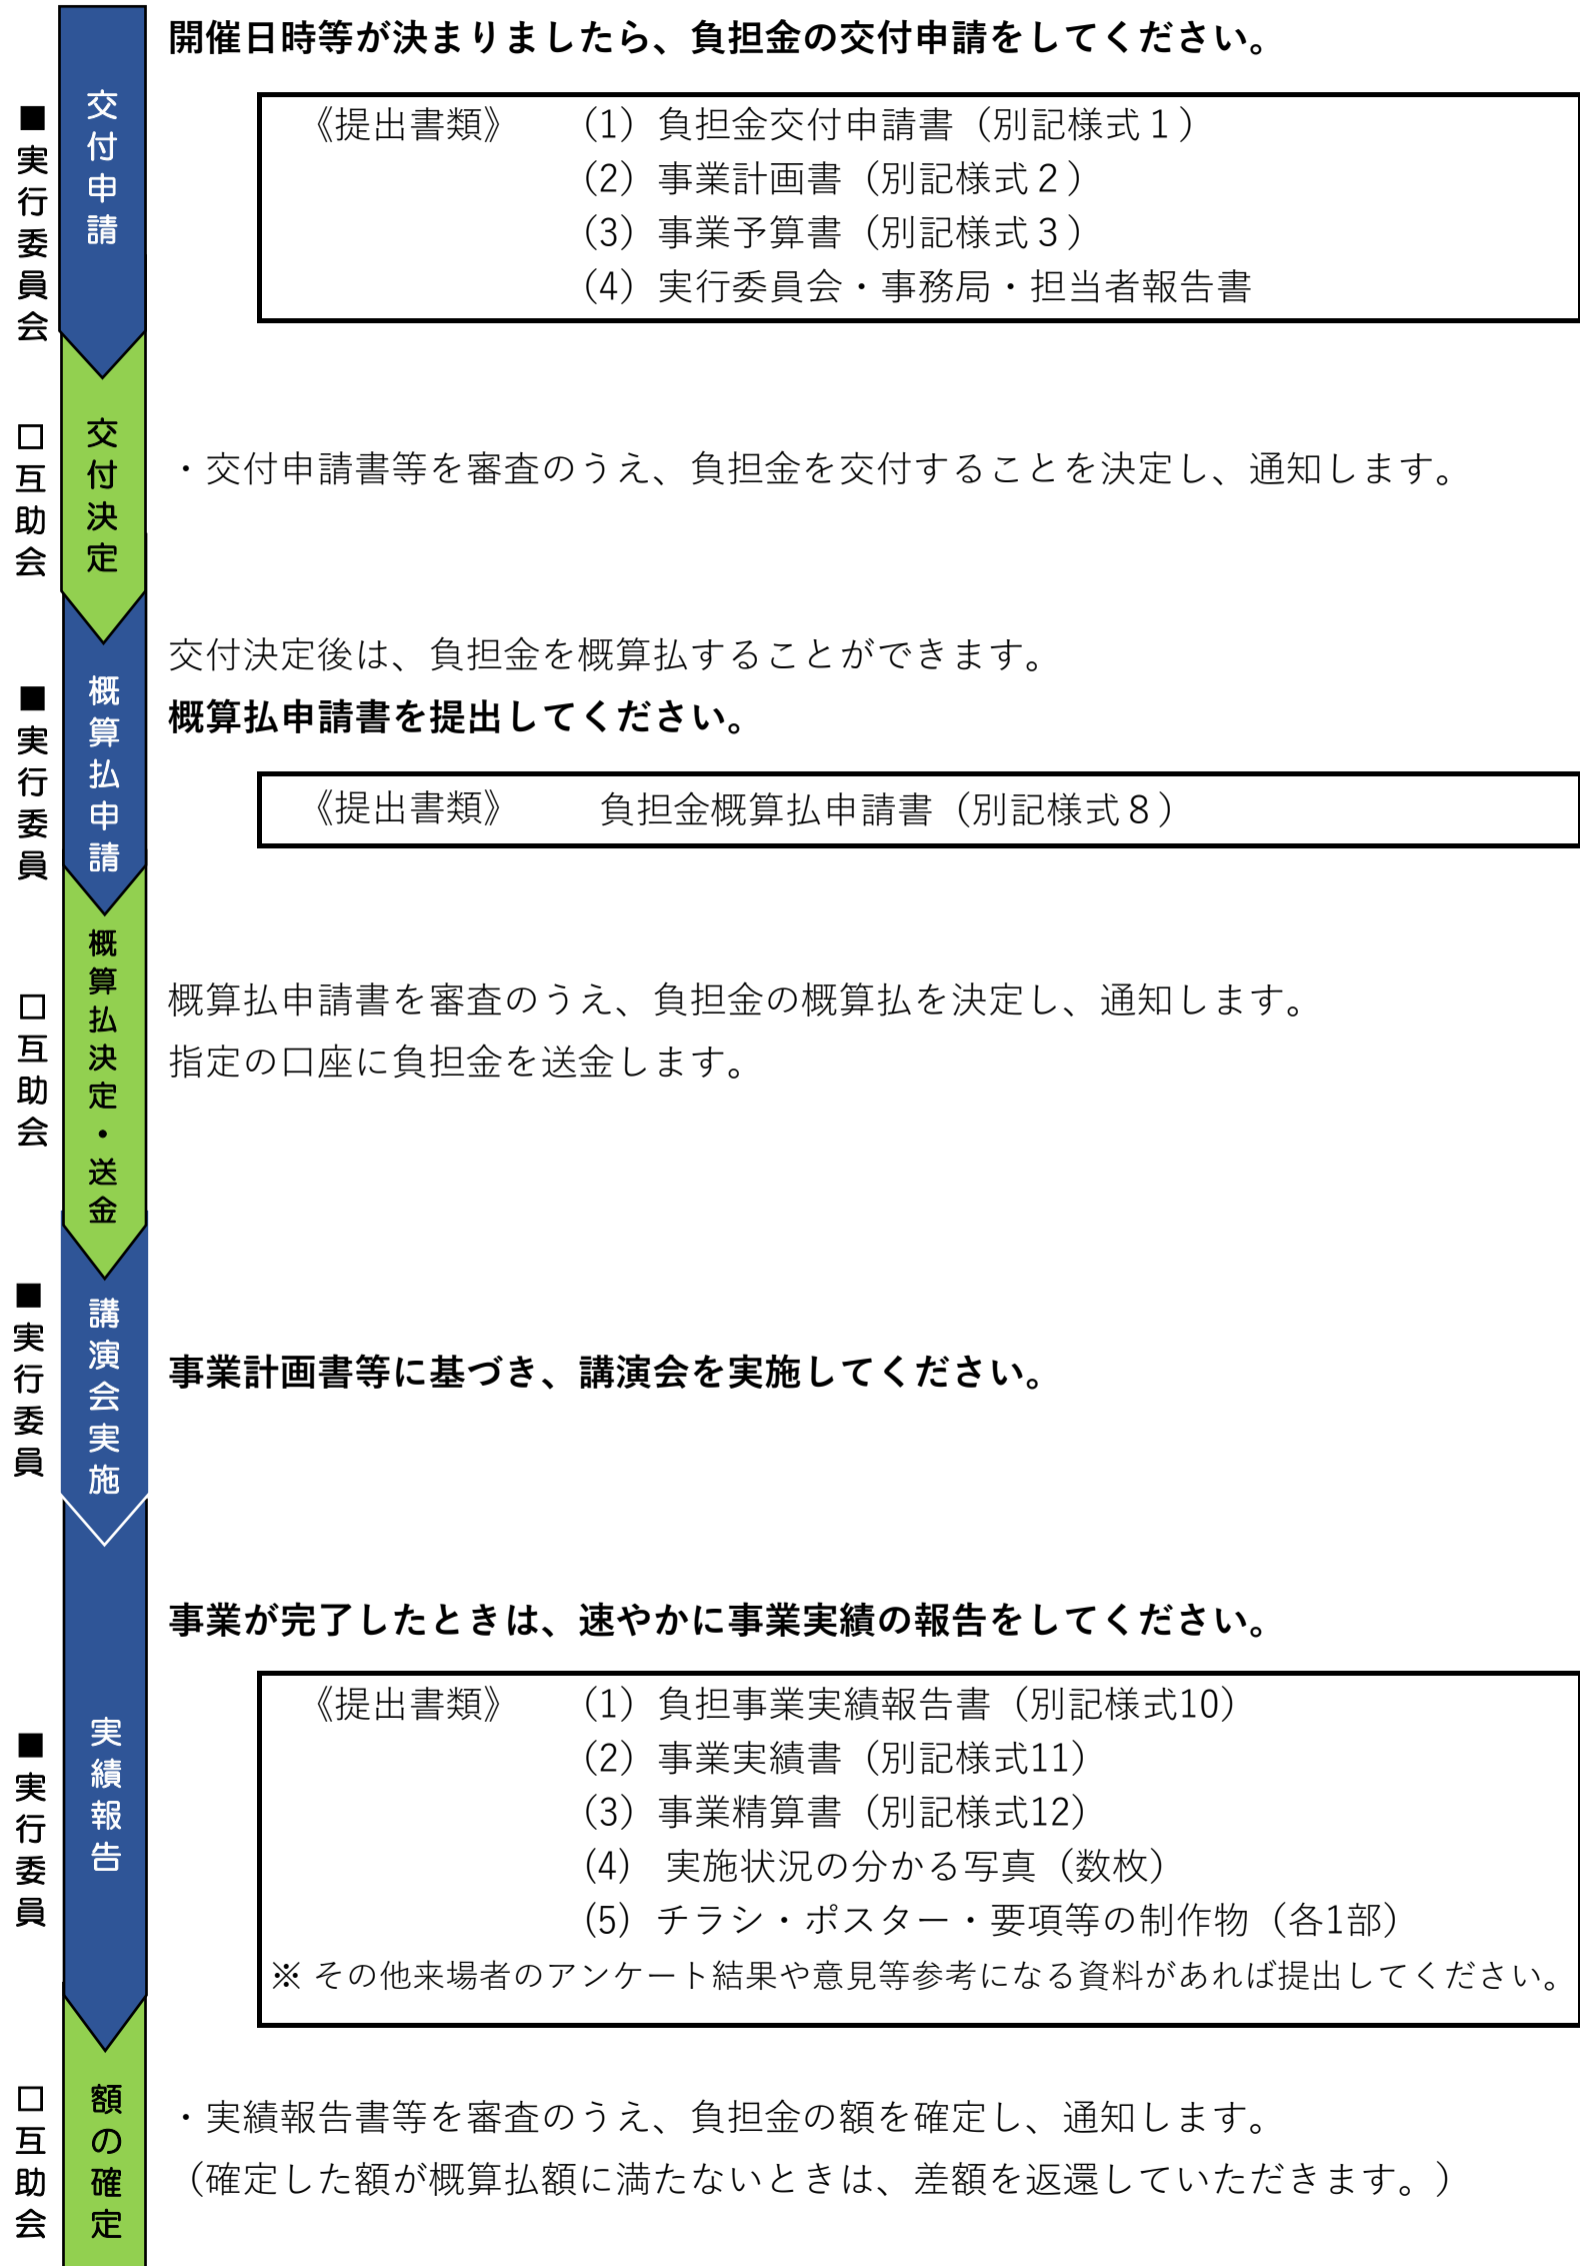 ■実行委員会
交付申請
開催日時等が決まりましたら、負担金の交付申請をしてください。
《提出書類》 （1）負担金交付申請書（別記様式１）
（2）事業計画書（別記様式２）
（3）事業予算書（別記様式３）
（4）実行委員会・事務局・担当者報告書
□互助会
交付決定
・交付申請書等を審査のうえ、負担金を交付することを決定し、通知します。
■実行委員
概算払申請
交付決定後は、負担金を概算払することができます。
概算払申請書を提出してください。
《提出書類》 負担金概算払申請書（別記様式８）
□互助会
概算払決定・送金
概算払申請書を審査のうえ、負担金の概算払を決定し、通知します。
指定の口座に負担金を送金します。
■実行委員
講演会実施
事業計画書等に基づき、講演会を実施してください。
■実行委員
実績報告
事業が完了したときは、速やかに事業実績の報告をしてください。
《提出書類》 （1）負担事業実績報告書（別記様式10）
（2）事業実績書（別記様式11）
（3）事業精算書（別記様式12）
（4） 実施状況の分かる写真（数枚）
（5）チラシ・ポスター・要項等の制作物（各1部）
※ その他来場者のアンケート結果や意見等参考になる資料があれば提出してください。
□互助会
額の確定
・実績報告書等を審査のうえ、負担金の額を確定し、通知します。
（確定した額が概算払額に満たないときは、差額を返還していただきます。）